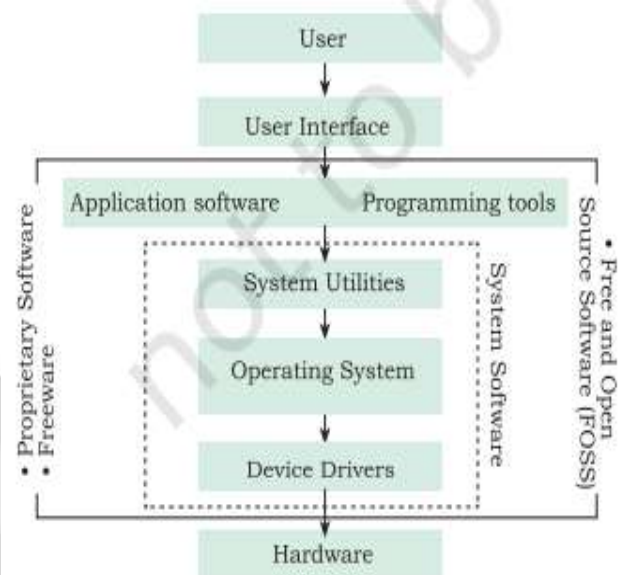 User
User Interface
Application software Programming tools
System Utilities
Operating System
Device Drivers
Hardware
System Software
• Proprietary Software
• Freeware
• Free and Open
Source Software (FOSS)
not to b